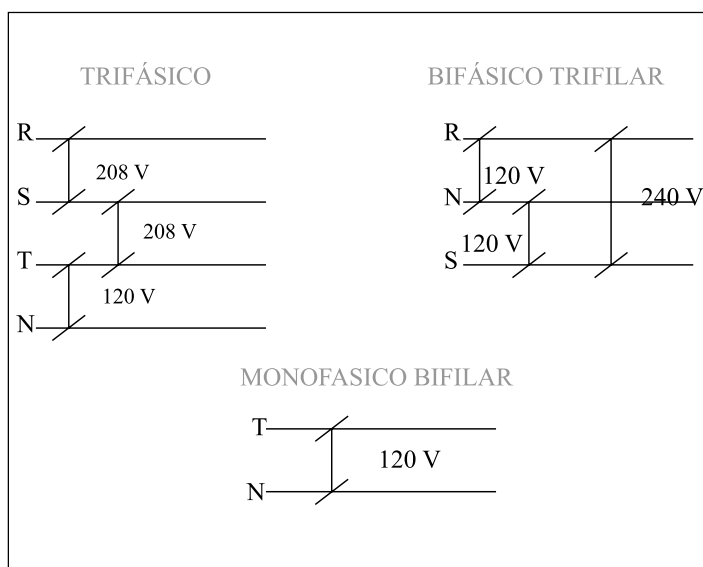 TRIFÁSICO
R
208 V
S
208 V
T
120 V
N
BIFÁSICO TRIFILAR
R
120 V
N
240 V
120 V
S
MONOFASICO BIFILAR
T
120 V
N